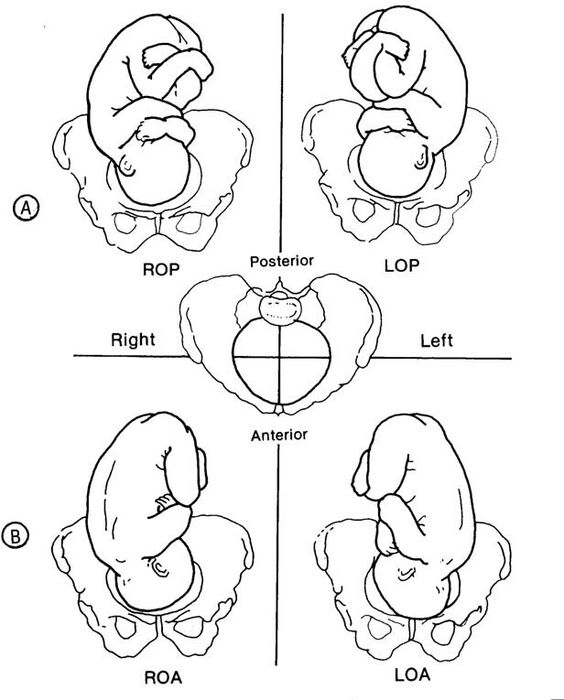 A
ROP
Posterior
LOP
Right
Left
Anterior
B
ROA
LOA